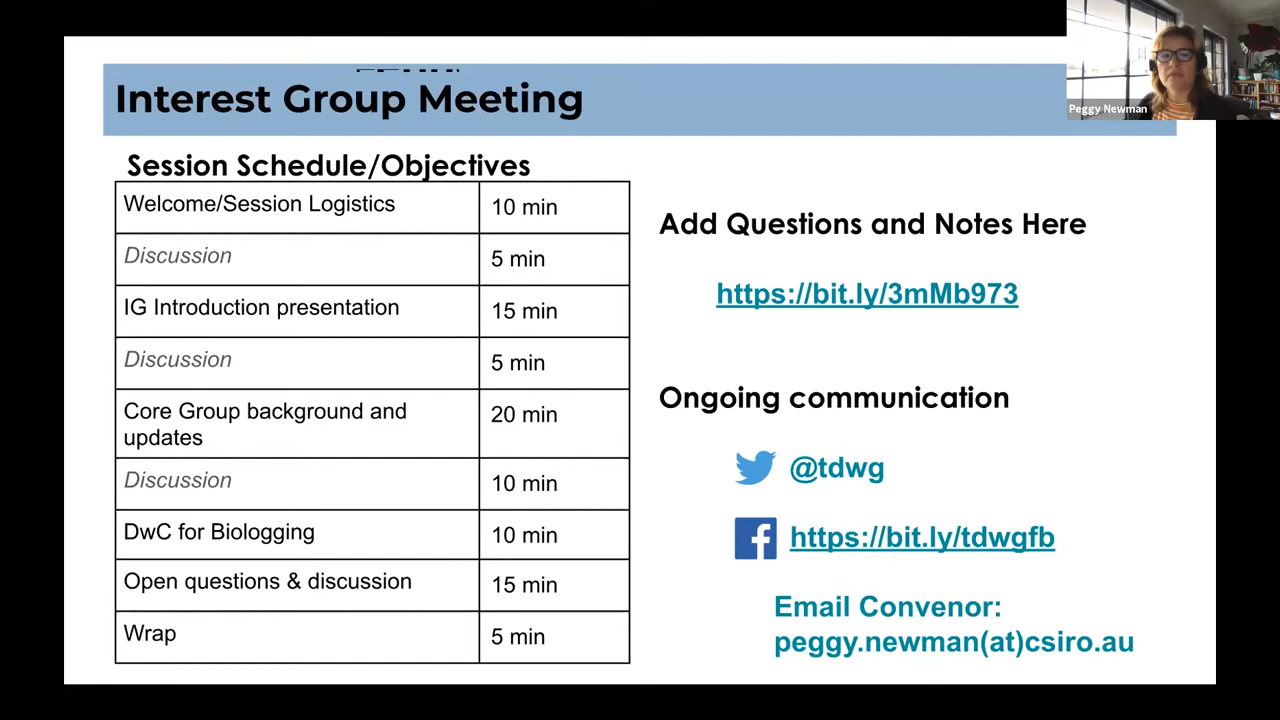 Interest Group Meeting
Peggy Newman
Session Schedule/Objectives
Welcome/Session Logistics 10 min
Discussion 5 min
IG Introduction presentation 15 min
Discussion 5 min
Core Group background and 20 min
updates
Discussion 10 min
DwC for Biologging 10 min
Open questions & discussion 15 min
Wrap 5 min
Add Questions and Notes Here
https://bit.ly/3mMb973
Ongoing communication
@tdwg
https://bit.ly/tdwgfb
Email Convenor:
peggy.newman(at)csiro.au